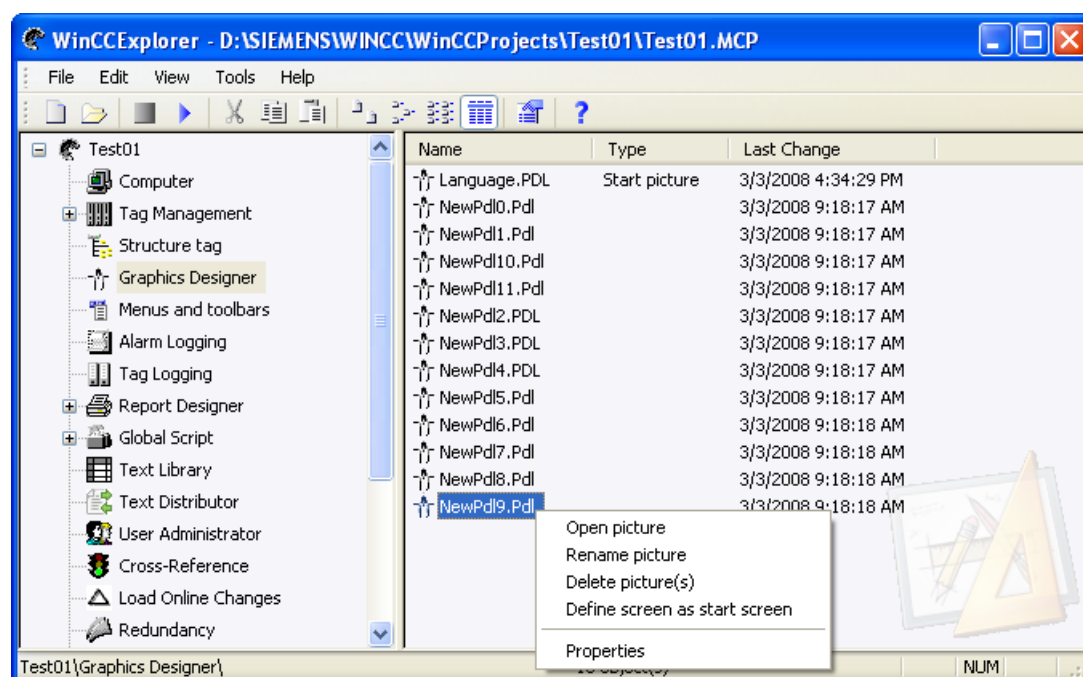 WinCCExplorer - D:\SIEMENS\WINCC\WinCCProjects\Test01\Test01.MCP
File Edit View Tools Help
Test01
Computer
Tag Management
Structure tag
Graphics Designer
Menus and toolbars
Alarm Logging
Tag Logging
Report Designer
Global Script
Text Library
Text Distributor
User Administrator
Cross-Reference
Load Online Changes
Redundancy
Name Type Last Change
Language.PDL Start picture 3/3/2008 4:34:29 PM
NewPdl0.Pdl 3/3/2008 9:18:17 AM
NewPdl1.Pdl 3/3/2008 9:18:17 AM
NewPdl10.Pdl 3/3/2008 9:18:17 AM
NewPdl11.Pdl 3/3/2008 9:18:17 AM
NewPdl2.PDL 3/3/2008 9:18:17 AM
NewPdl3.PDL 3/3/2008 9:18:17 AM
NewPdl4.PDL 3/3/2008 9:18:17 AM
NewPdl5.Pdl 3/3/2008 9:18:17 AM
NewPdl6.Pdl 3/3/2008 9:18:18 AM
NewPdl7.Pdl 3/3/2008 9:18:18 AM
NewPdl8.Pdl 3/3/2008 9:18:18 AM
NewPdl9.Pdl 3/3/2008 9:18:18 AM
Open picture
Rename picture
Delete picture(s)
Define screen as start screen
Properties
Test01\Graphics Designer\ NUM